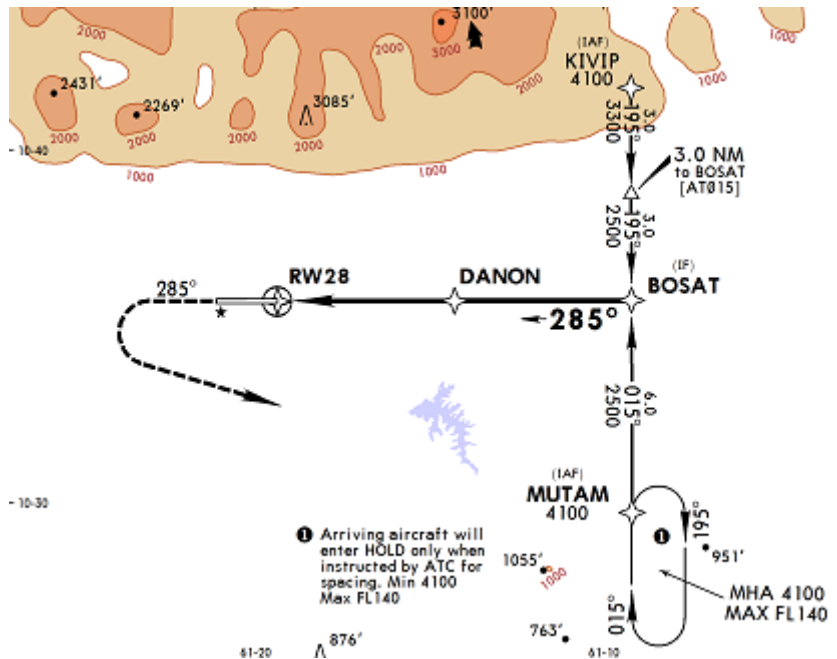 3100'
2000
2000
3000
2000
(IAF)
KIVIP
4100
1000
1000
2431'
2269'
3085'
2000
2000
2000
2000
3.0
195°
3300
10-40
1000
1000
3.0 NM
to BOSAT
[ATØ15]
3.0
195°
2500
285°
RW28
DANON
(IF)
BOSAT
285°
6.0
015°
2500
(IAF)
MUTAM
4100
10-30
1 Arriving aircraft will
enter HOLD only when
instructed by ATC for
spacing. Min 4100
Max FL140
1
195°
951'
1055'
1000
MHA 4100
MAX FL140
015°
763'
876'
61-20
61-10